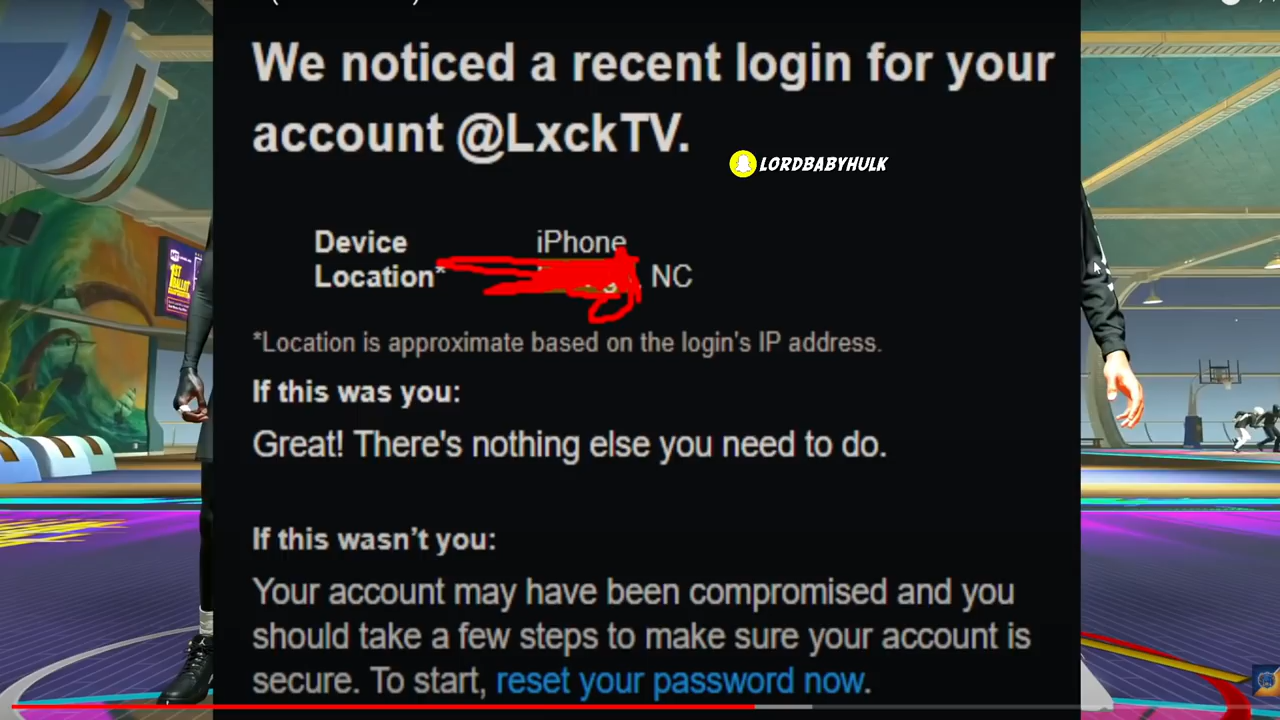 We noticed a recent login for your
account @LxckTV.
LORDBABYHULK
Device iPhone
Location* NC
*Location is approximate based on the login's IP address.
If this was you:
Great! There's nothing else you need to do.
If this wasn't you:
Your account may have been compromised and you
should take a few steps to make sure your account is
secure. To start, reset your password now.